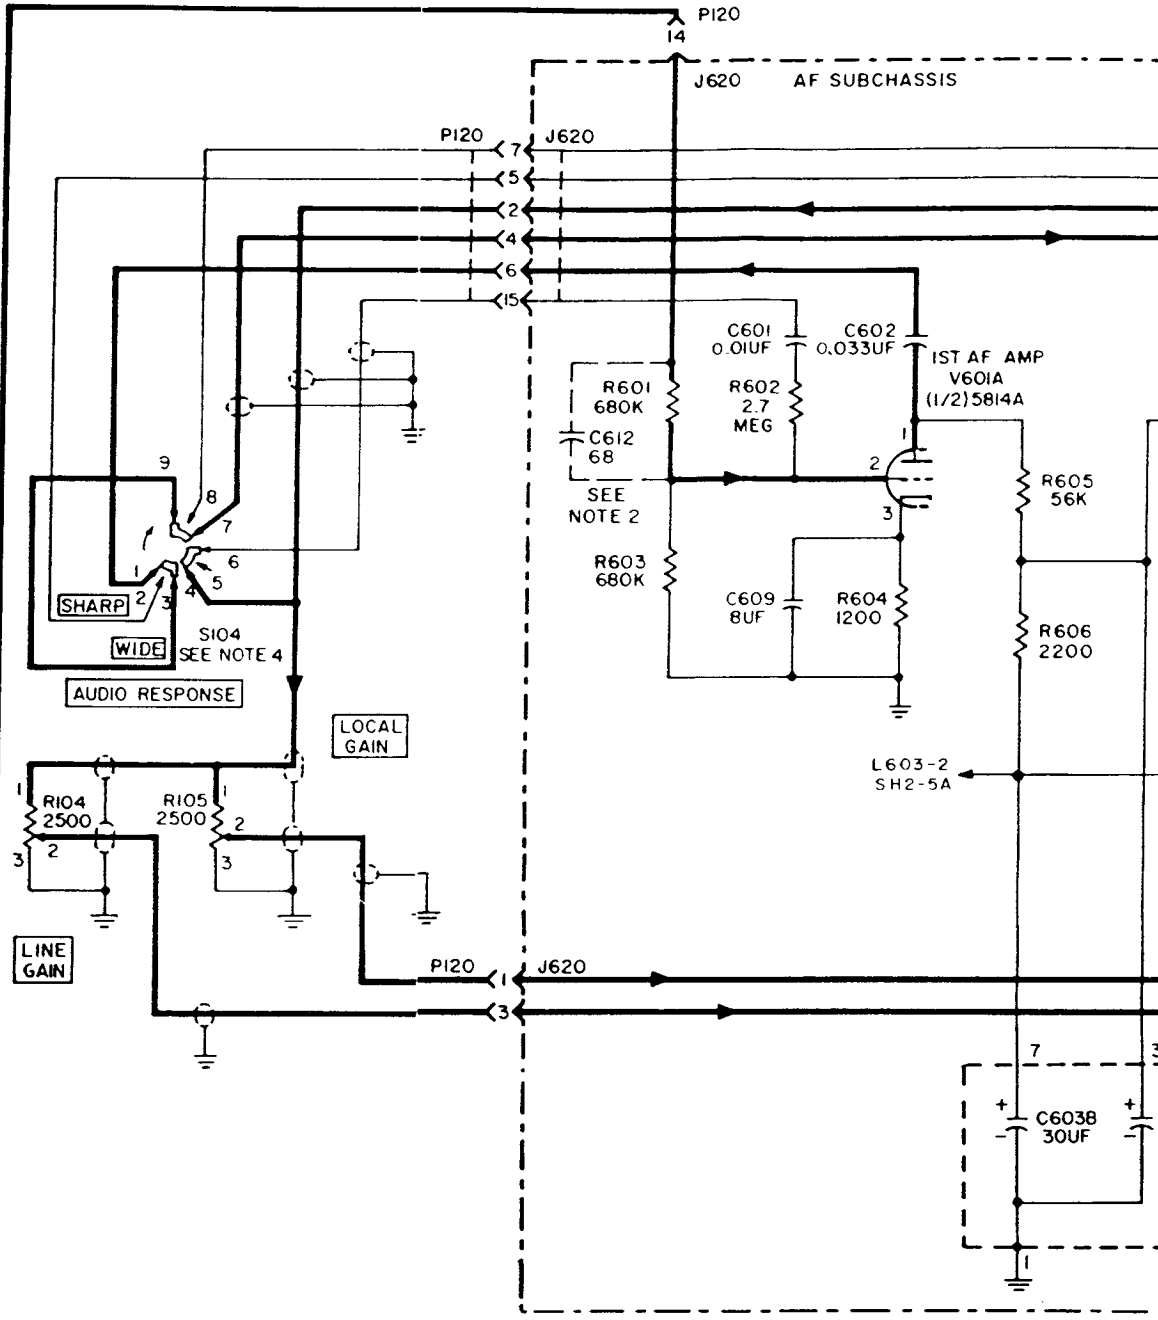 P120
14
J620 AF SUBCHASSIS
P120 7 J620
5
2
4
6
15
C601
0.01UF
C602
0.033UF
1ST AF AMP
V601A
(1/2)5814A
R601
680K
R602
2.7
MEG
C612
68
SEE
NOTE 2
1
2
3
R605
56K
9
8
7
6
5
4
3
2
1
SHARP
WIDE
S104
SEE NOTE 4
AUDIO RESPONSE
R603
680K
C609
8UF
R604
1200
R606
2200
LOCAL
GAIN
L603-2
SH2-5A
1
R104
2500
2
3
1
R105
2500
2
3
LINE
GAIN
P120 1 J620
3
7
3
+
-
C603B
30UF
+
-
1